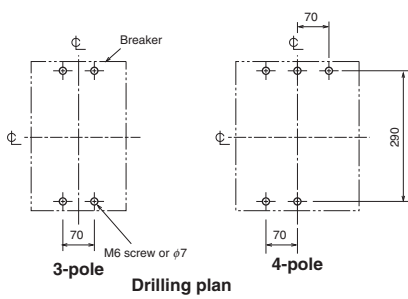 70
℄
Breaker
℄
℄
℄
290
70
70
M6 screw or φ7
3-pole
4-pole
Drilling plan